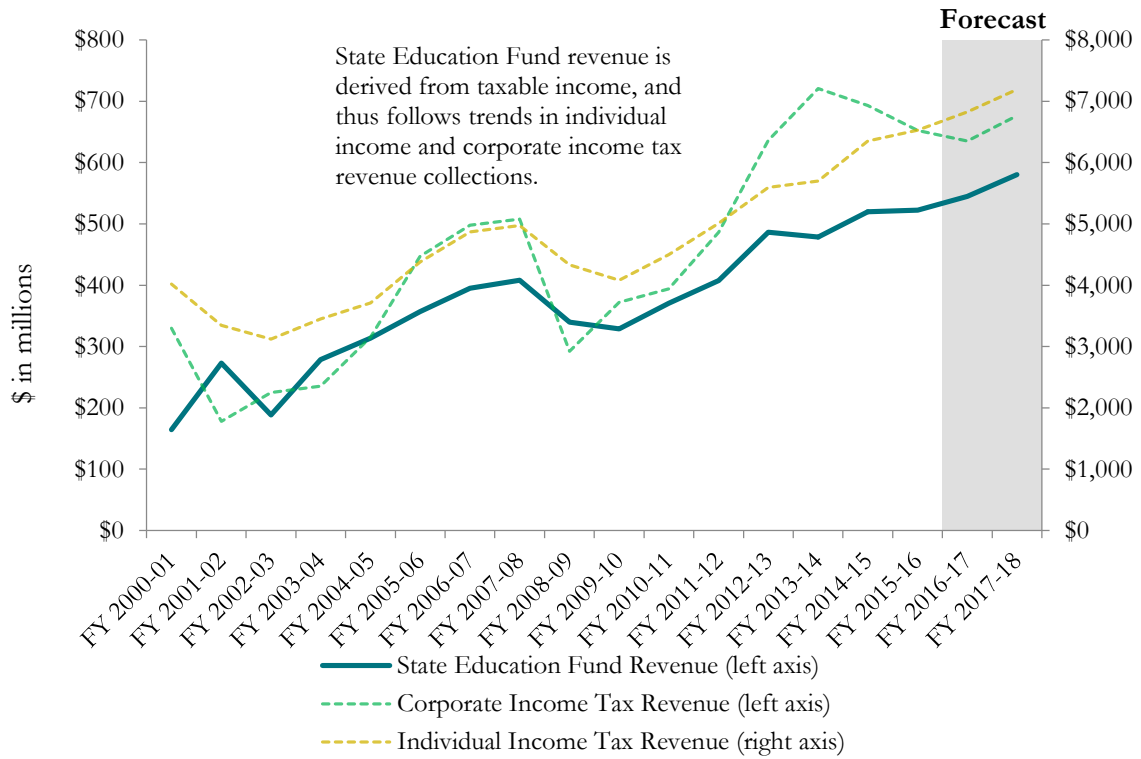 Forecast
$800
$700
$600
$500
$400
$300
$200
$100
$0
$ in millions
State Education Fund revenue is
derived from taxable income, and
thus follows trends in individual
income and corporate income tax
revenue collections.
$8,000
$7,000
$6,000
$5,000
$4,000
$3,000
$2,000
$1,000
$0
FY 2000-01
FY 2001-02
FY 2002-03
FY 2003-04
FY 2004-05
FY 2005-06
FY 2006-07
FY 2007-08
FY 2008-09
FY 2009-10
FY 2010-11
FY 2011-12
FY 2012-13
FY 2013-14
FY 2014-15
FY 2015-16
FY 2016-17
FY 2017-18
State Education Fund Revenue (left axis)
Corporate Income Tax Revenue (left axis)
Individual Income Tax Revenue (right axis)